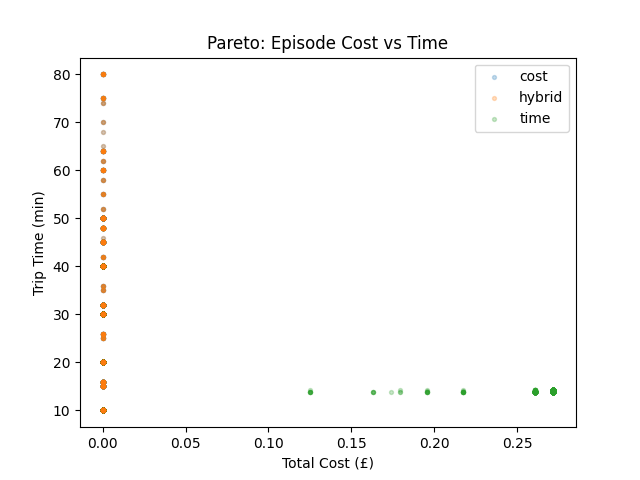 Pareto: Episode Cost vs Time
cost
hybrid
time
80
70
60
50
40
30
20
10
Trip Time (min)
0.00 0.05 0.10 0.15 0.20 0.25
Total Cost (£)